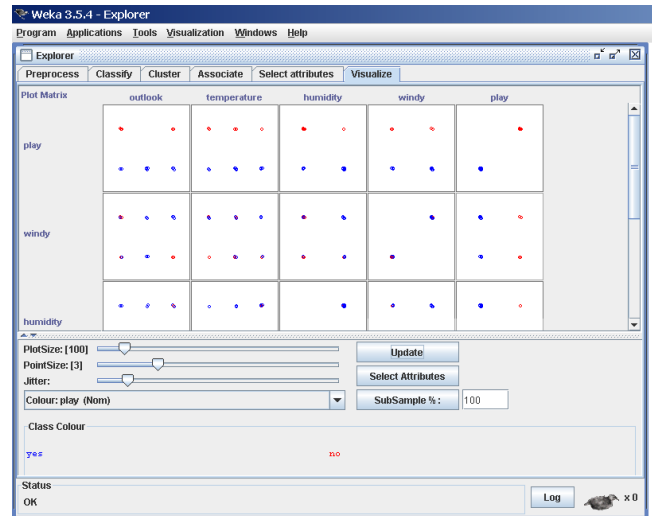 Weka 3.5.4 - Explorer
Program Applications Tools Visualization Windows Help
Explorer
Preprocess Classify Cluster Associate Select attributes Visualize
Plot Matrix outlook temperature humidity windy play
play
windy
humidity
PlotSize: [100]
PointSize: [3]
Jitter:
Update
Select Attributes
Colour: play (Nom)
SubSample % : 100
Class Colour
yes no
Status
OK
Log x 0